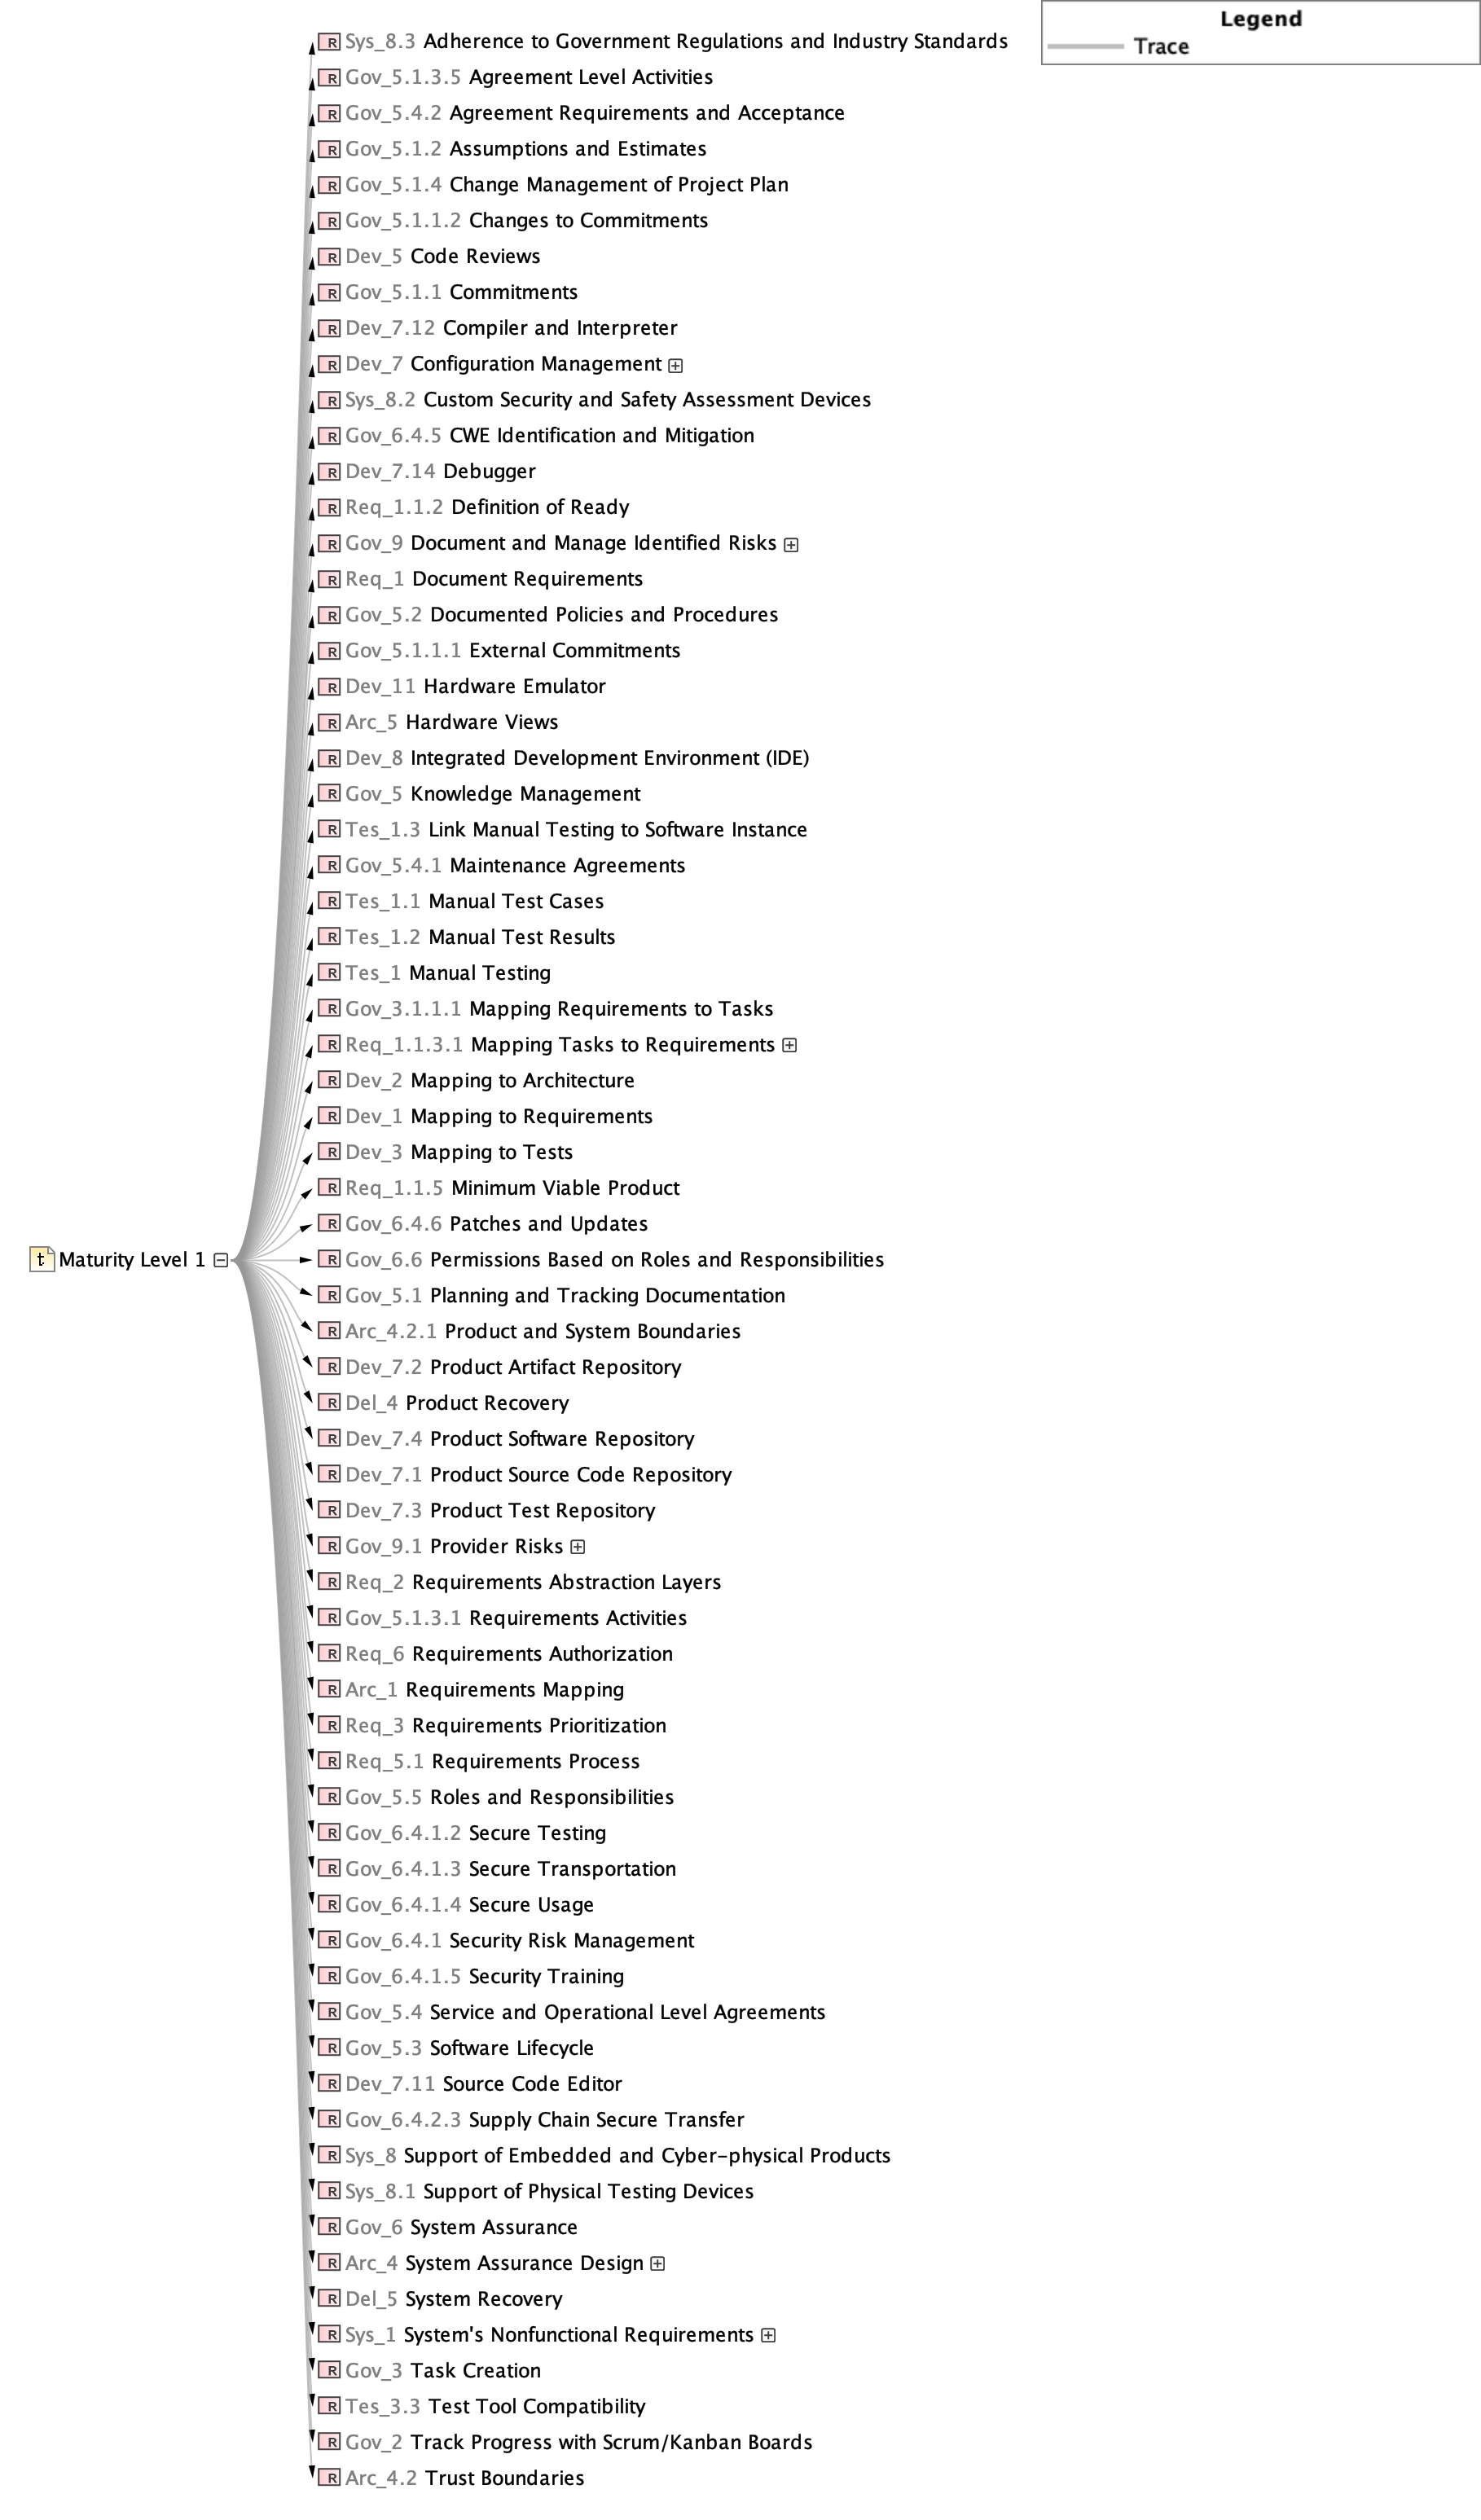 Legend
Trace
Sys_8.3 Adherence to Government Regulations and Industry Standards
Gov_5.1.3.5 Agreement Level Activities
Gov_5.4.2 Agreement Requirements and Acceptance
Gov_5.1.2 Assumptions and Estimates
Gov_5.1.4 Change Management of Project Plan
Gov_5.1.1.2 Changes to Commitments
Dev_5 Code Reviews
Gov_5.1.1 Commitments
Dev_7.12 Compiler and Interpreter
Dev_7 Configuration Management
Sys_8.2 Custom Security and Safety Assessment Devices
Gov_6.4.5 CWE Identification and Mitigation
Dev_7.14 Debugger
Req_1.1.2 Definition of Ready
Gov_9 Document and Manage Identified Risks
Req_1 Document Requirements
Gov_5.2 Documented Policies and Procedures
Gov_5.1.1.1 External Commitments
Dev_11 Hardware Emulator
Arc_5 Hardware Views
Dev_8 Integrated Development Environment (IDE)
Gov_5 Knowledge Management
Tes_1.3 Link Manual Testing to Software Instance
Gov_5.4.1 Maintenance Agreements
Tes_1.1 Manual Test Cases
Tes_1.2 Manual Test Results
Tes_1 Manual Testing
Gov_3.1.1.1 Mapping Requirements to Tasks
Req_1.1.3.1 Mapping Tasks to Requirements
Dev_2 Mapping to Architecture
Dev_1 Mapping to Requirements
Dev_3 Mapping to Tests
Req_1.1.5 Minimum Viable Product
Gov_6.4.6 Patches and Updates
Maturity Level 1
Gov_6.6 Permissions Based on Roles and Responsibilities
Gov_5.1 Planning and Tracking Documentation
Arc_4.2.1 Product and System Boundaries
Dev_7.2 Product Artifact Repository
Del_4 Product Recovery
Dev_7.4 Product Software Repository
Dev_7.1 Product Source Code Repository
Dev_7.3 Product Test Repository
Gov_9.1 Provider Risks
Req_2 Requirements Abstraction Layers
Gov_5.1.3.1 Requirements Activities
Req_6 Requirements Authorization
Arc_1 Requirements Mapping
Req_3 Requirements Prioritization
Req_5.1 Requirements Process
Gov_5.5 Roles and Responsibilities
Gov_6.4.1.2 Secure Testing
Gov_6.4.1.3 Secure Transportation
Gov_6.4.1.4 Secure Usage
Gov_6.4.1 Security Risk Management
Gov_6.4.1.5 Security Training
Gov_5.4 Service and Operational Level Agreements
Gov_5.3 Software Lifecycle
Dev_7.11 Source Code Editor
Gov_6.4.2.3 Supply Chain Secure Transfer
Sys_8 Support of Embedded and Cyber-physical Products
Sys_8.1 Support of Physical Testing Devices
Gov_6 System Assurance
Arc_4 System Assurance Design
Del_5 System Recovery
Sys_1 System's Nonfunctional Requirements
Gov_3 Task Creation
Tes_3.3 Test Tool Compatibility
Gov_2 Track Progress with Scrum/Kanban Boards
Arc_4.2 Trust Boundaries